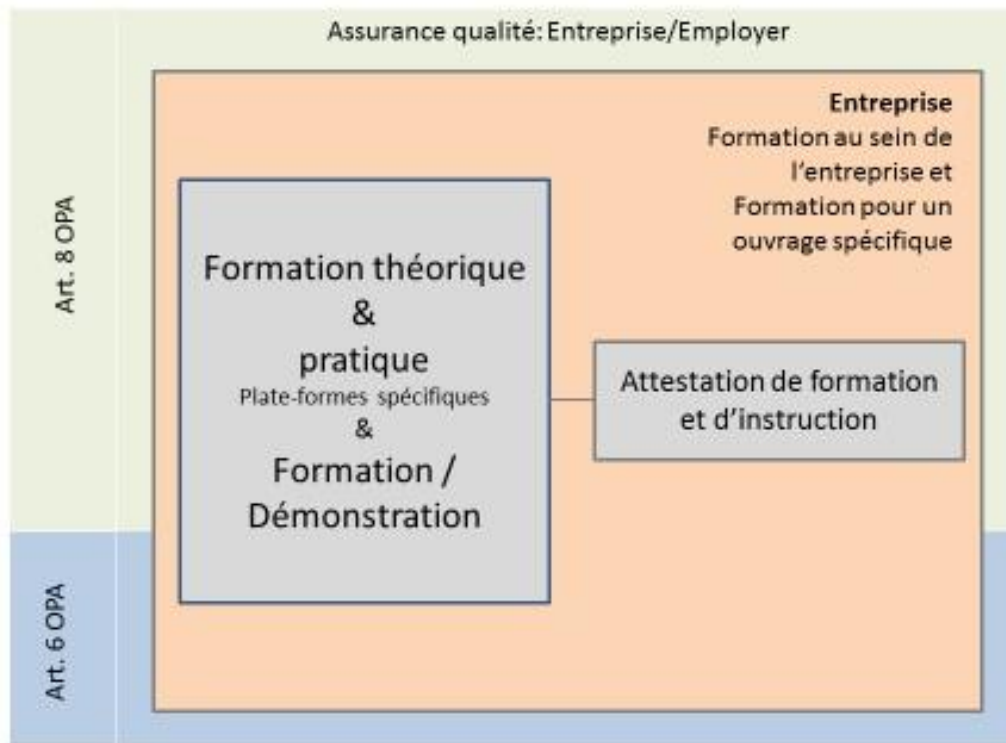 Assurance qualité: Entreprise/Employer
Art. 8 OPA
Entreprise
Formation au sein de
l'entreprise et
Formation pour un
ouvrage spécifique
Formation théorique
&
pratique
Plate-formes spécifiques
&
Formation /
Démonstration
Attestation de formation
et d'instruction
Art. 6 OPA